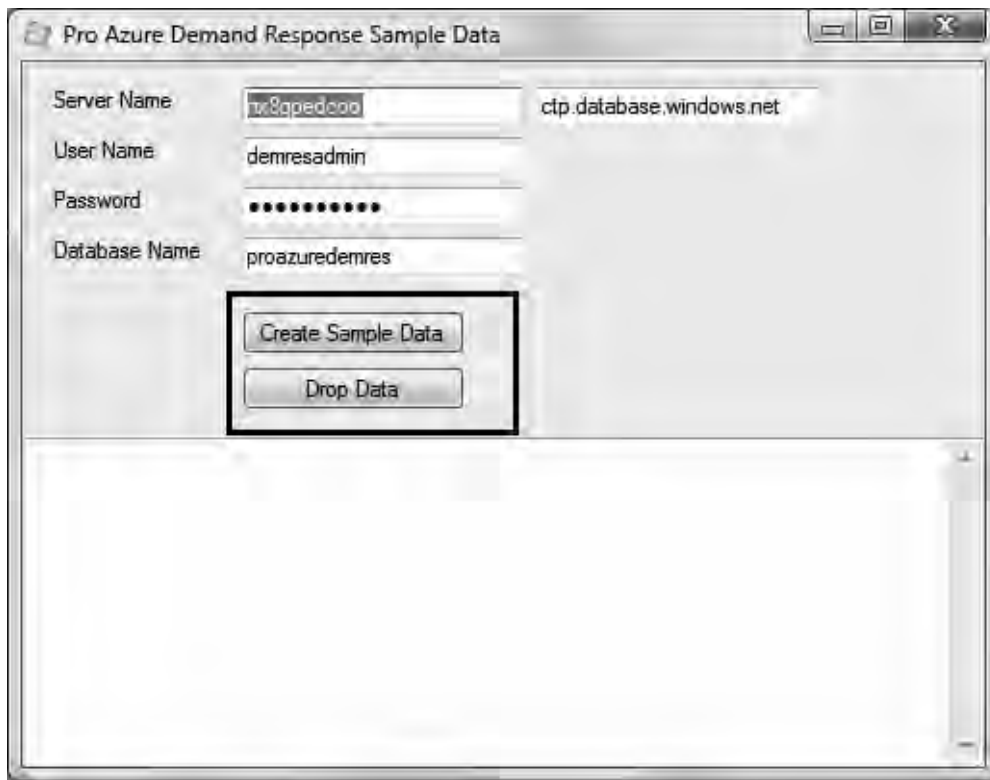 Pro Azure Demand Response Sample Data
Server Name ctp.database.windows.net
User Name demresadmin
Password ●●●●●●●●●●
Database Name proazuredemres
Create Sample Data
Drop Data